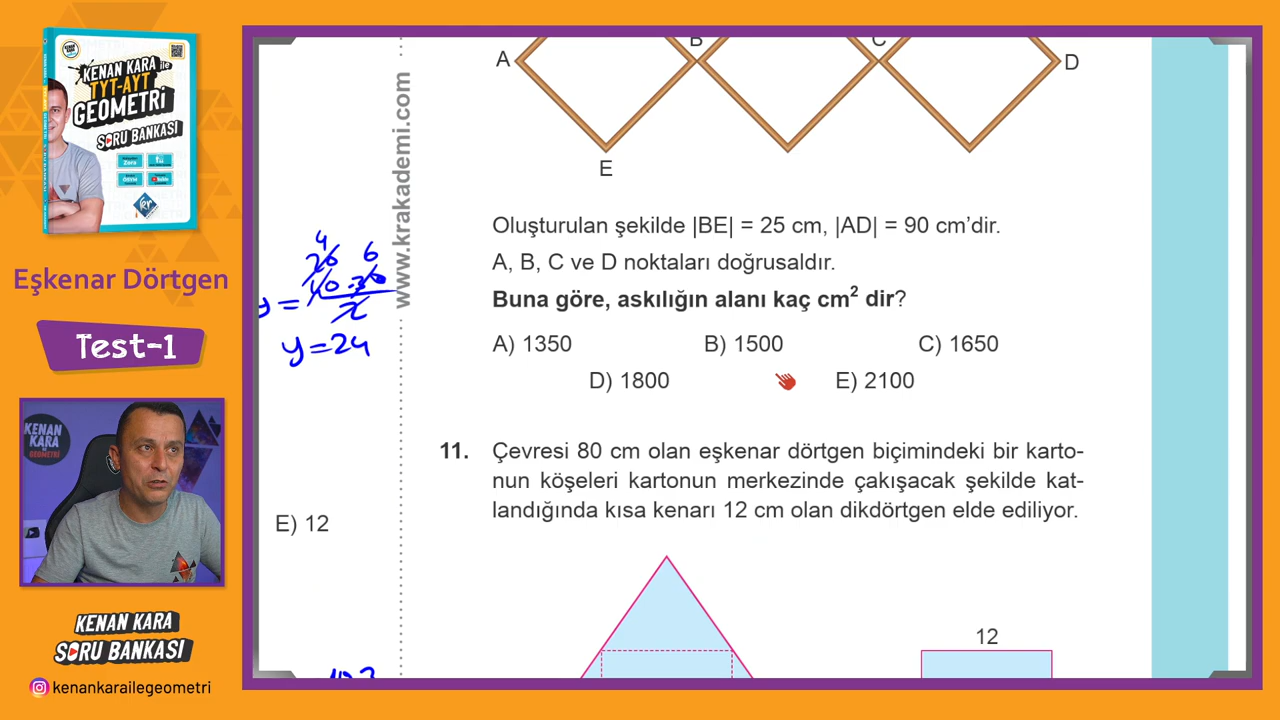 KENAN KARA ile
TYT-AYT
GEOMETRİ
SORU BANKASI
Eşkenar Dörtgen
Test-1
KENAN KARA
GEOMETRİ
KENAN KARA
SORU BANKASI
kenankarailegeometri
www.krakademi.com
y = 24
E) 12
A
B
C
D
E
Oluşturulan şekilde |BE| = 25 cm, |AD| = 90 cm’dir.
A, B, C ve D noktaları doğrusaldır.
Buna göre, askılığın alanı kaç cm² dir?
A) 1350 B) 1500 C) 1650
D) 1800 E) 2100
11. Çevresi 80 cm olan eşkenar dörtgen biçimindeki bir karto-
nun köşeleri kartonun merkezinde çakışacak şekilde kat-
landığında kısa kenarı 12 cm olan dikdörtgen elde ediliyor.
12